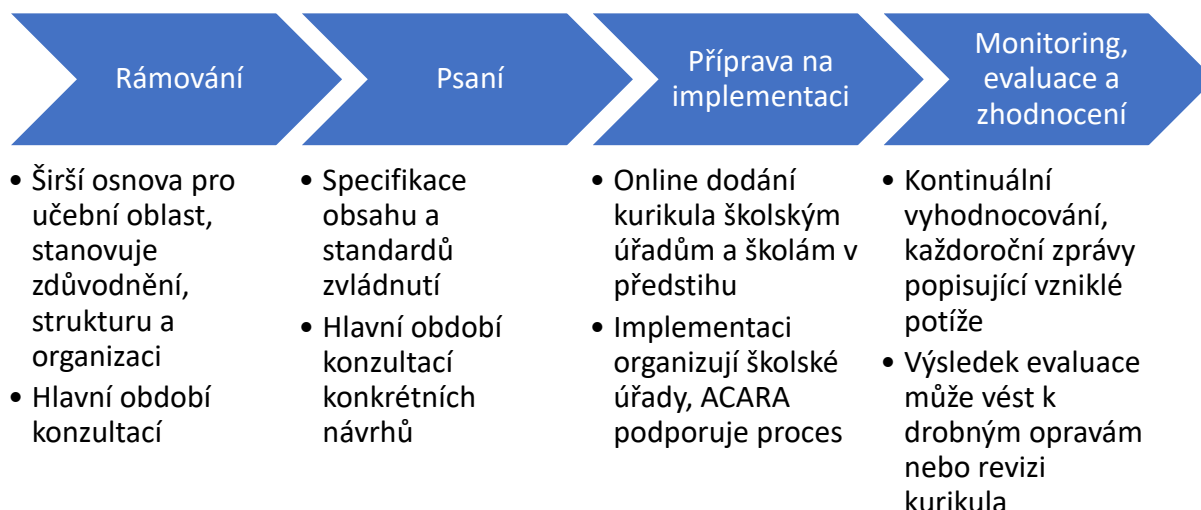 Rámování
Psaní
Příprava na
implementaci
Monitoring,
evaluace a
zhodnocení
• Širší osnova pro
učební oblast,
stanovuje
zdůvodnění,
strukturu a
organizaci
• Hlavní období
konzultací
• Specifikace
obsahu a
standardů
zvládnutí
• Hlavní období
konzultací
konkrétních
návrhů
• Online dodání
kurikula školským
úřadům a školám v
předstihu
• Implementaci
organizují školské
úřady, ACARA
podporuje proces
• Kontinuální
vyhodnocování,
každoroční zprávy
popisující vzniklé
potíže
• Výsledek evaluace
může vést k
drobným opravám
nebo revizi
kurikula